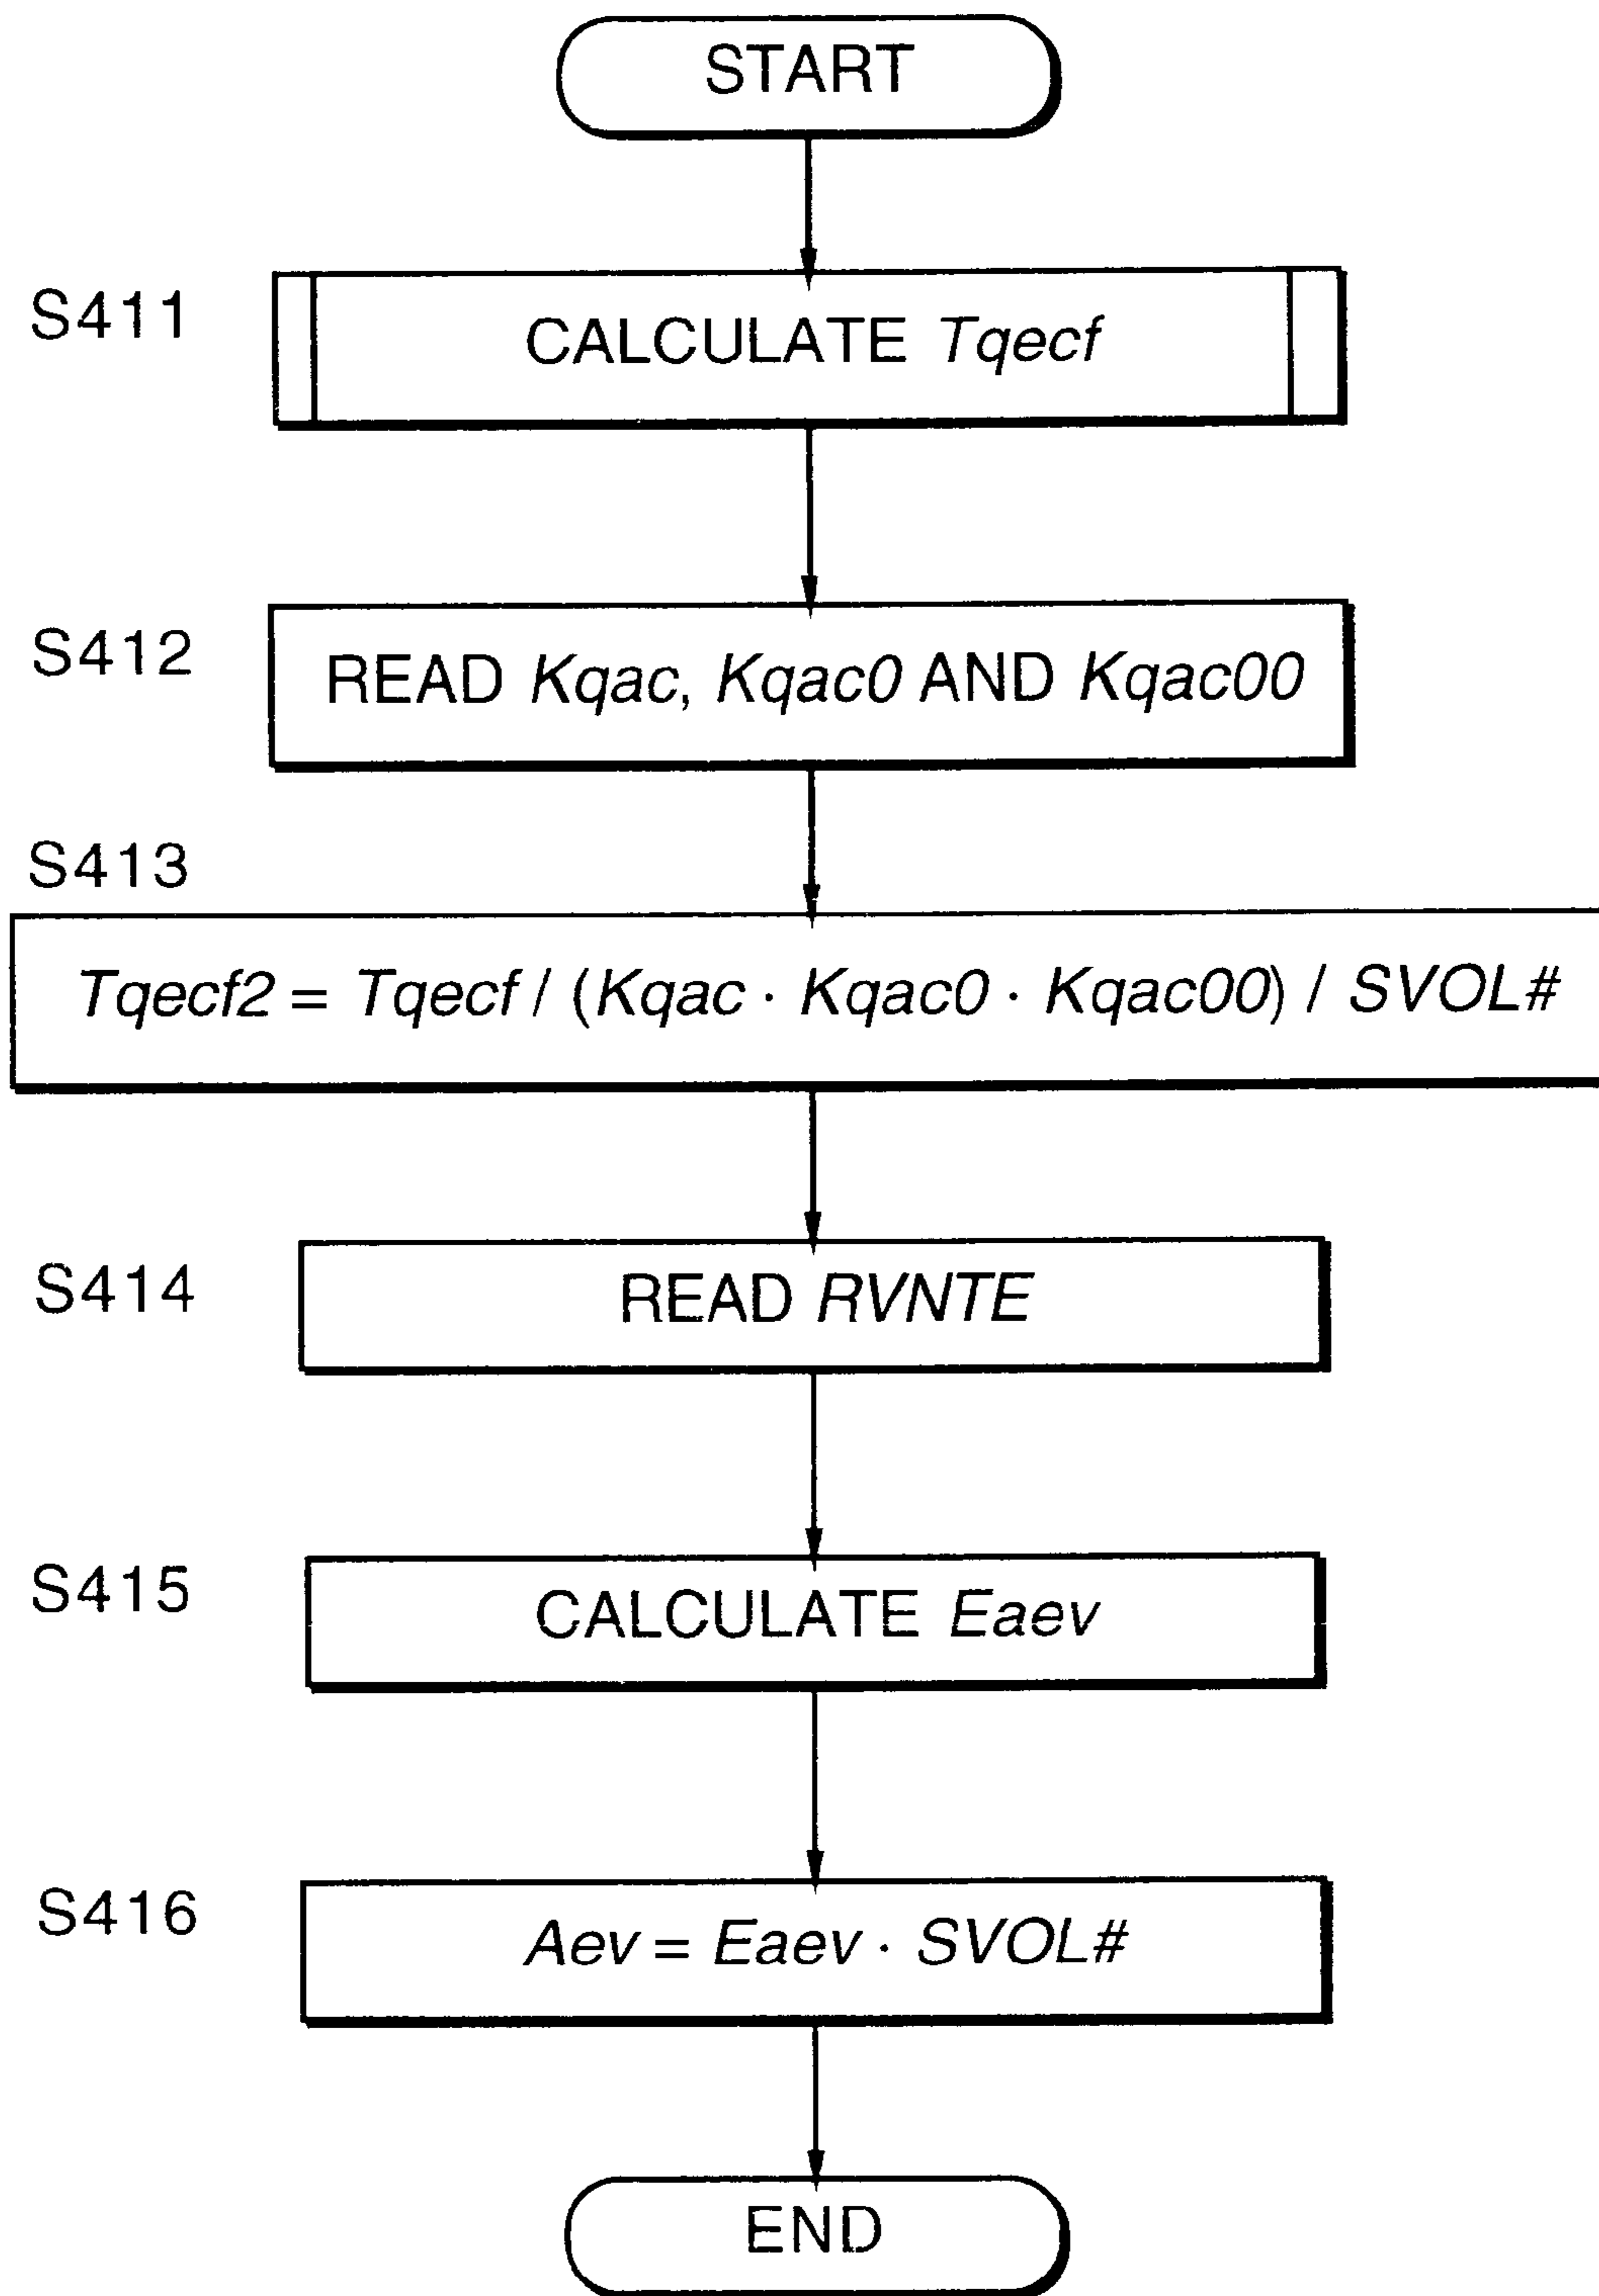 START
S411
CALCULATE Tqecf
S412
READ Kqac, Kqac0 AND Kqac00
S413
Tqecf2 = Tqecf / (Kqac · Kqac0 · Kqac00) / SVOL#
S414
READ RVNTE
S415
CALCULATE Eaev
S416
Aev = Eaev · SVOL#
END